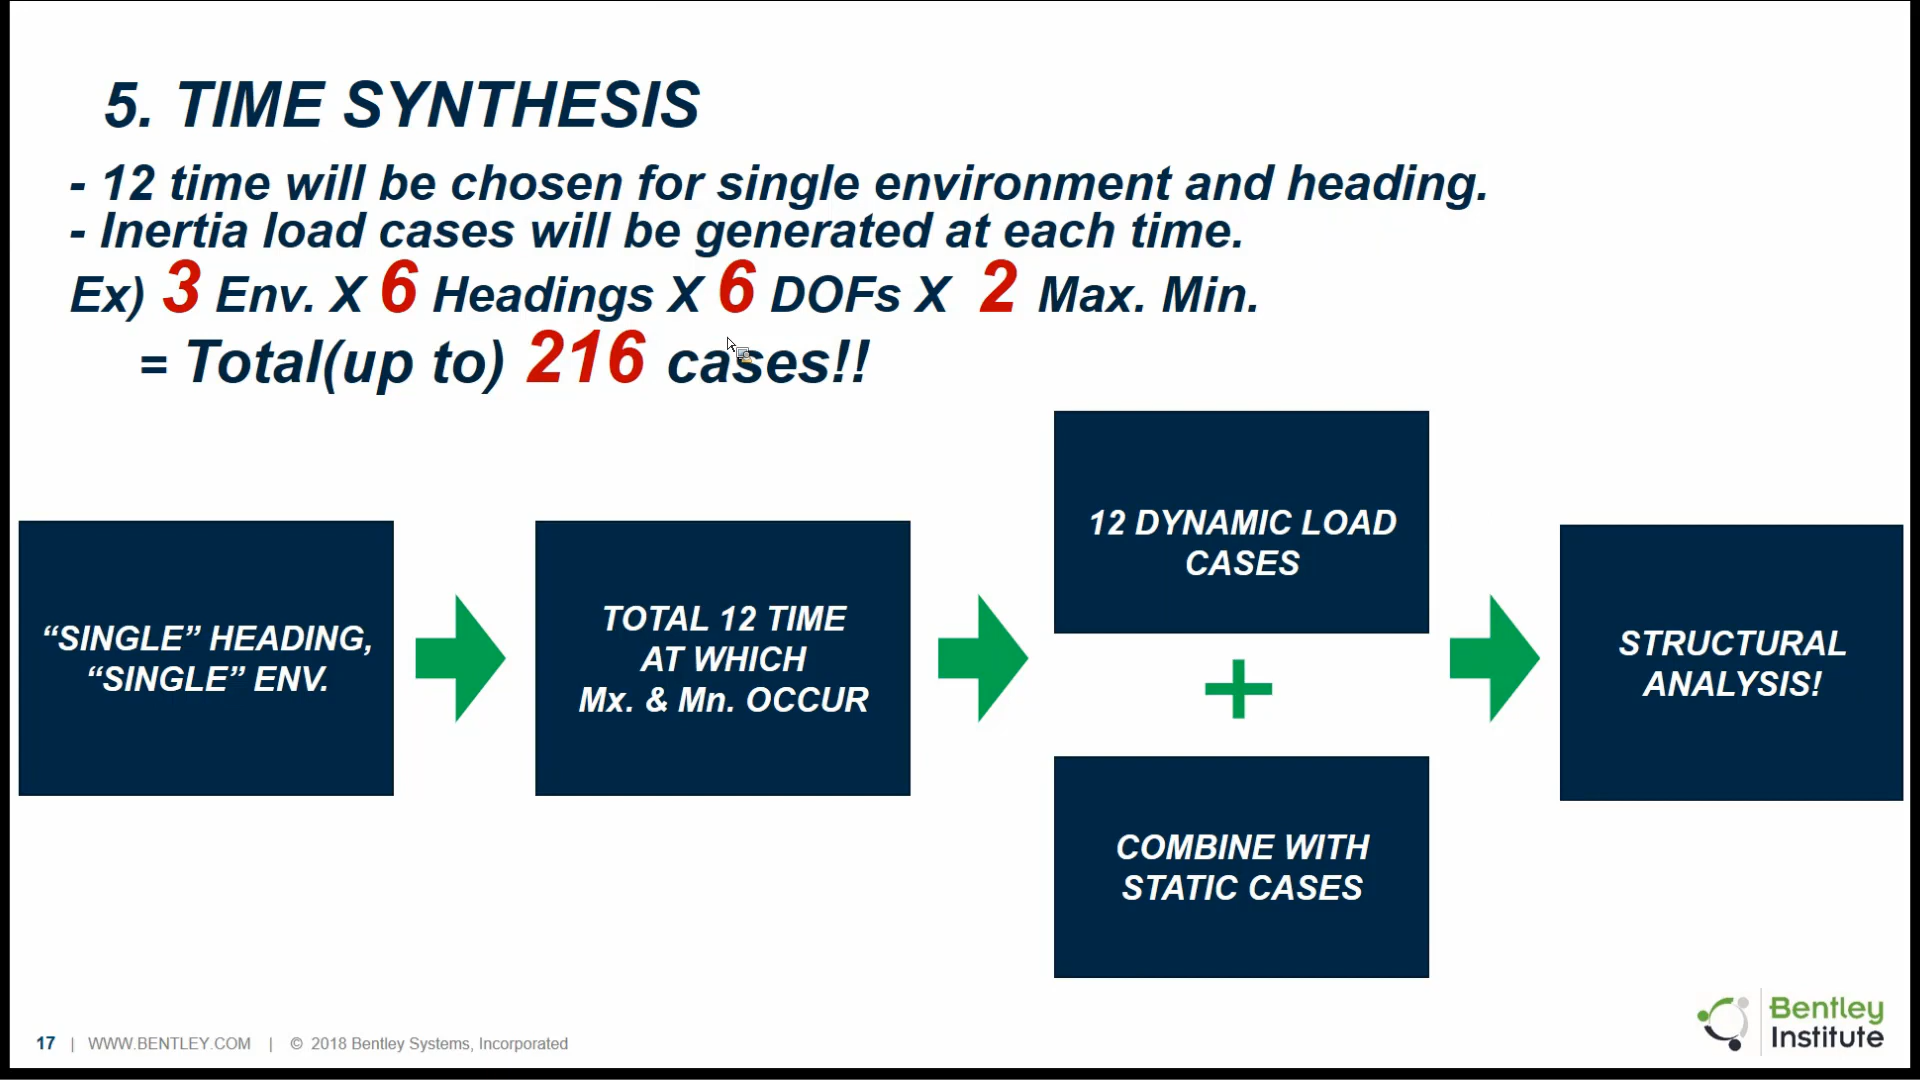 5. TIME SYNTHESIS
- 12 time will be chosen for single environment and heading.
- Inertia load cases will be generated at each time.
Ex) 3 Env. X 6 Headings X 6 DOFs X 2 Max. Min.
= Total(up to) 216 cases!!
“SINGLE” HEADING,
“SINGLE” ENV.
TOTAL 12 TIME
AT WHICH
Mx. & Mn. OCCUR
12 DYNAMIC LOAD
CASES
+
COMBINE WITH
STATIC CASES
STRUCTURAL
ANALYSIS!
17 | WWW.BENTLEY.COM | © 2018 Bentley Systems, Incorporated
Bentley
Institute